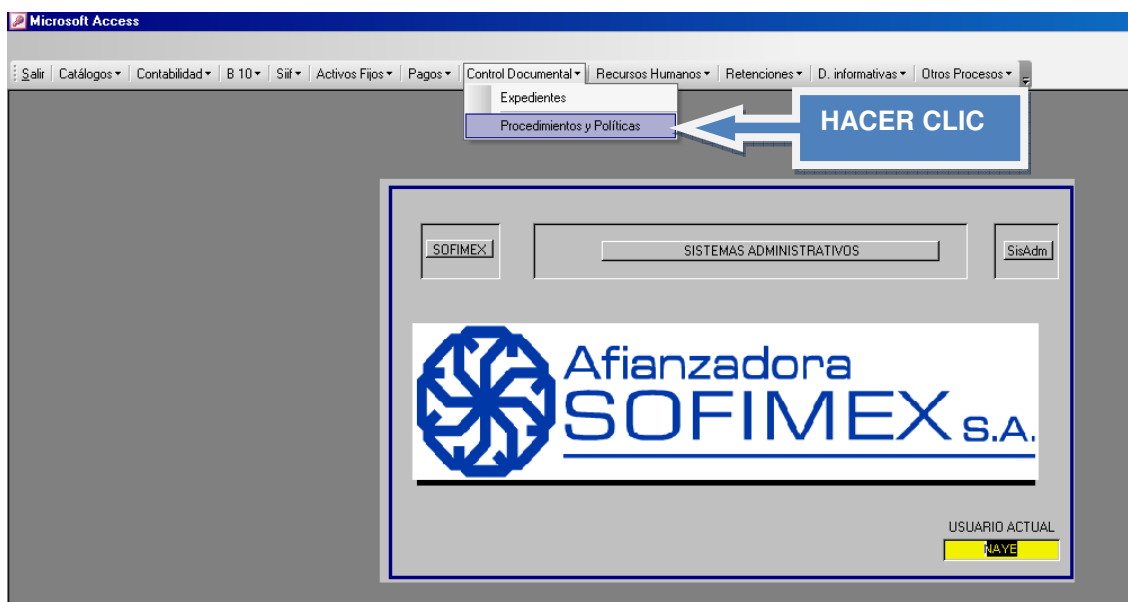 Microsoft Access
Salir Catálogos Contabilidad B 10 Siif Activos Fijos Pagos Control Documental Recursos Humanos Retenciones D. informativas Otros Procesos
Expedientes
Procedimientos y Políticas
HACER CLIC
SOFIMEX SISTEMAS ADMINISTRATIVOS SisAdm
Afianzadora
SOFIMEX S.A.
USUARIO ACTUAL
NAYE